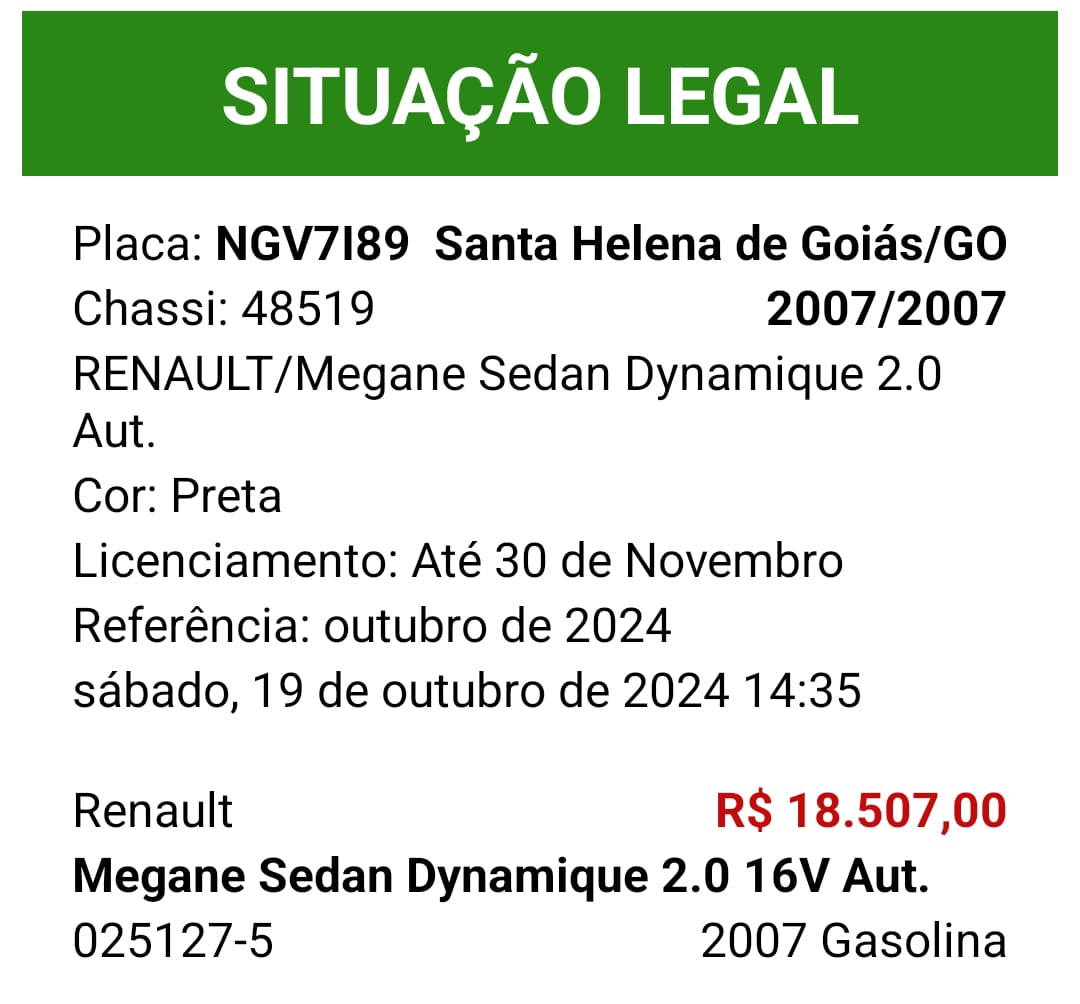 SITUAÇÃO LEGAL
Placa: NGV7I89 Santa Helena de Goiás/GO
Chassi: 48519 2007/2007
RENAULT/Megane Sedan Dynamique 2.0
Aut.
Cor: Preta
Licenciamento: Até 30 de Novembro
Referência: outubro de 2024
sábado, 19 de outubro de 2024 14:35
Renault R$ 18.507,00
Megane Sedan Dynamique 2.0 16V Aut.
025127-5 2007 Gasolina